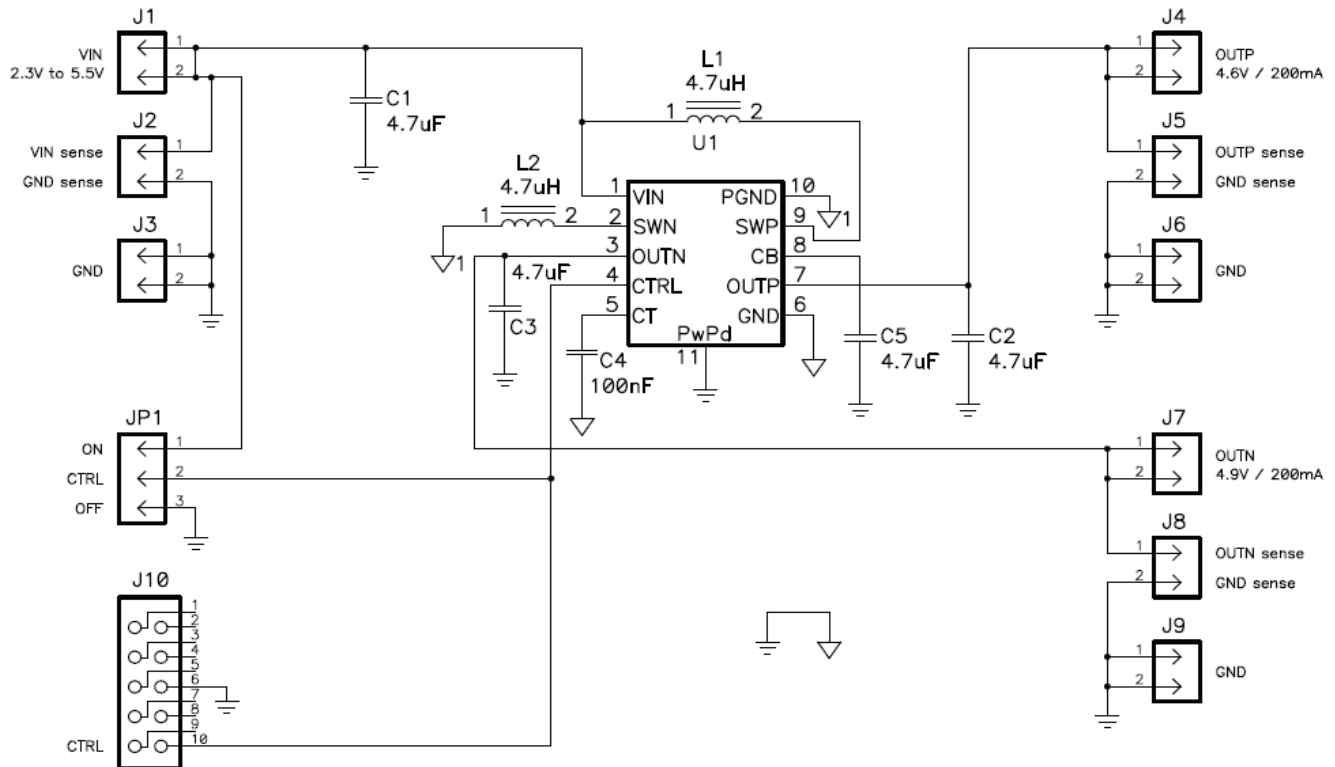 J1
VIN
2.3V to 5.5V
1
2
J2
VIN sense
GND sense
1
2
J3
GND
1
2
C1
4.7uF
L1
4.7uH
1 2
U1
L2
4.7uH
1 2
1
1 VIN
2 SWN
3 OUTN
4 CTRL
5 CT
PGND 10
SWP 9
CB 8
OUTP 7
GND 6
PwPd
11
1
4.7uF
C3
C4
100nF
C5
4.7uF
C2
4.7uF
J4
1
2
OUTP
4.6V / 200mA
J5
1
2
OUTP sense
GND sense
J6
1
2
GND
JP1
ON
CTRL
OFF
1
2
3
J7
1
2
OUTN
4.9V / 200mA
J8
1
2
OUTN sense
GND sense
J9
1
2
GND
J10
1
2
3
4
5
6
7
8
9
10
CTRL